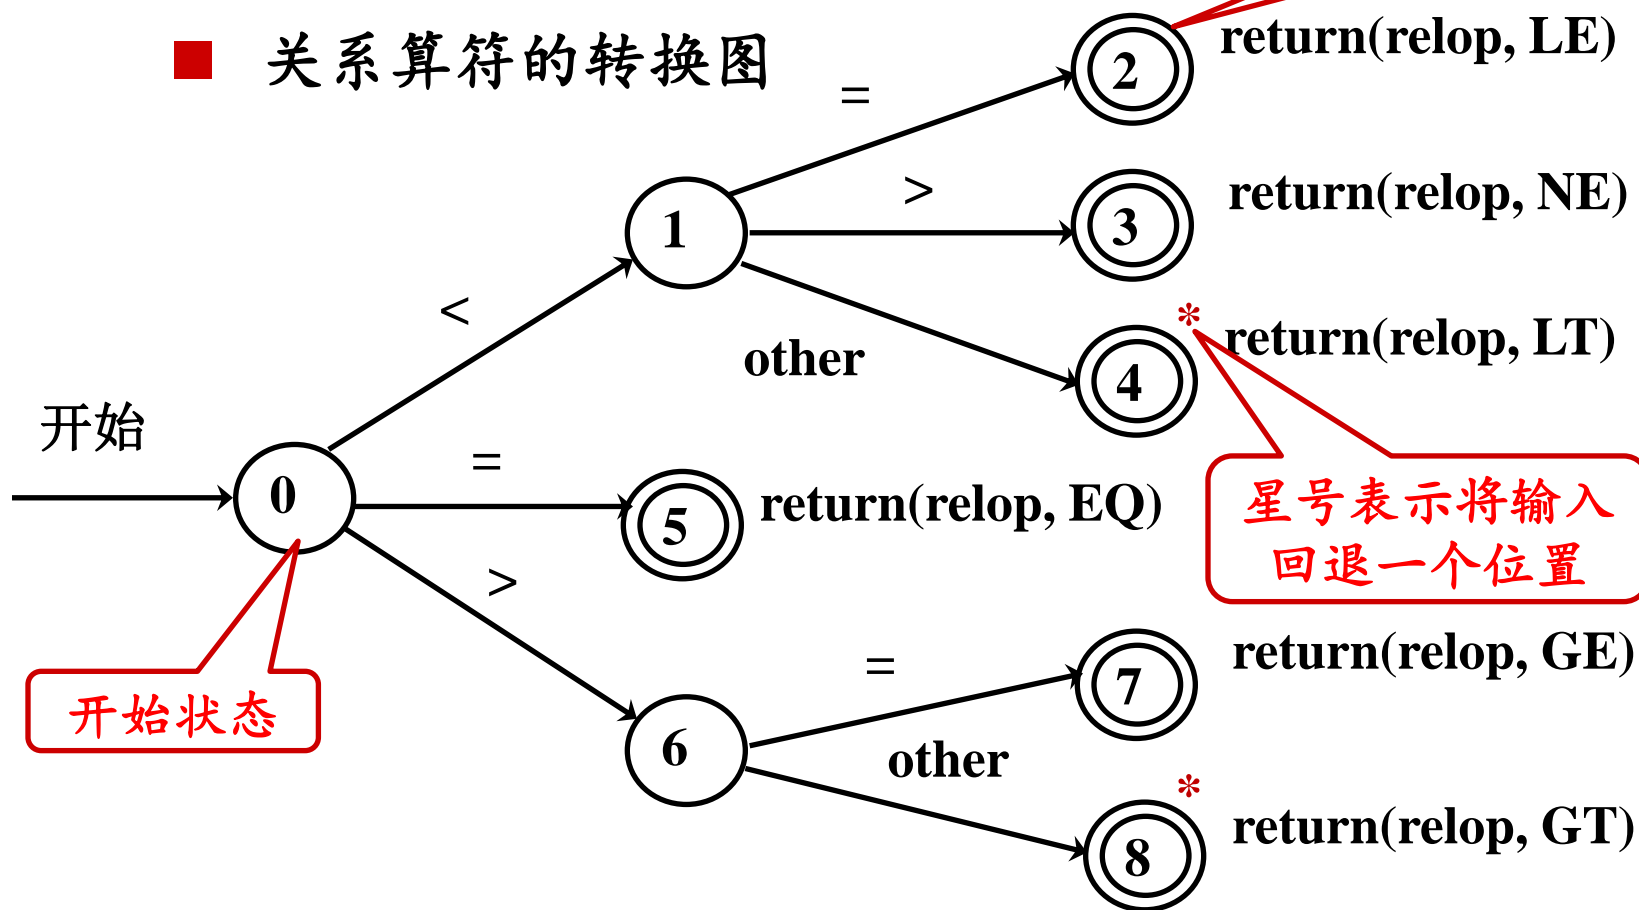 关系算符的转换图
=
2
return(relop, LE)
>
3
return(relop, NE)
1
<
other
*
4
return(relop, LT)
星号表示将输入
回退一个位置
开始
0
=
5
return(relop, EQ)
开始状态
>
6
=
7
return(relop, GE)
other
*
8
return(relop, GT)